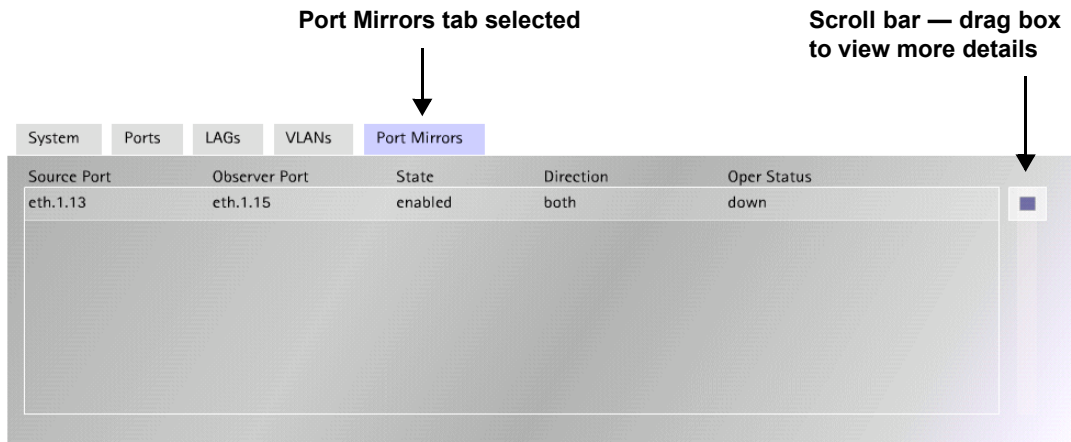 Port Mirrors tab selected
Scroll bar — drag box
to view more details
System Ports LAGs VLANs Port Mirrors
Source Port Observer Port State Direction Oper Status
eth.1.13 eth.1.15 enabled both down